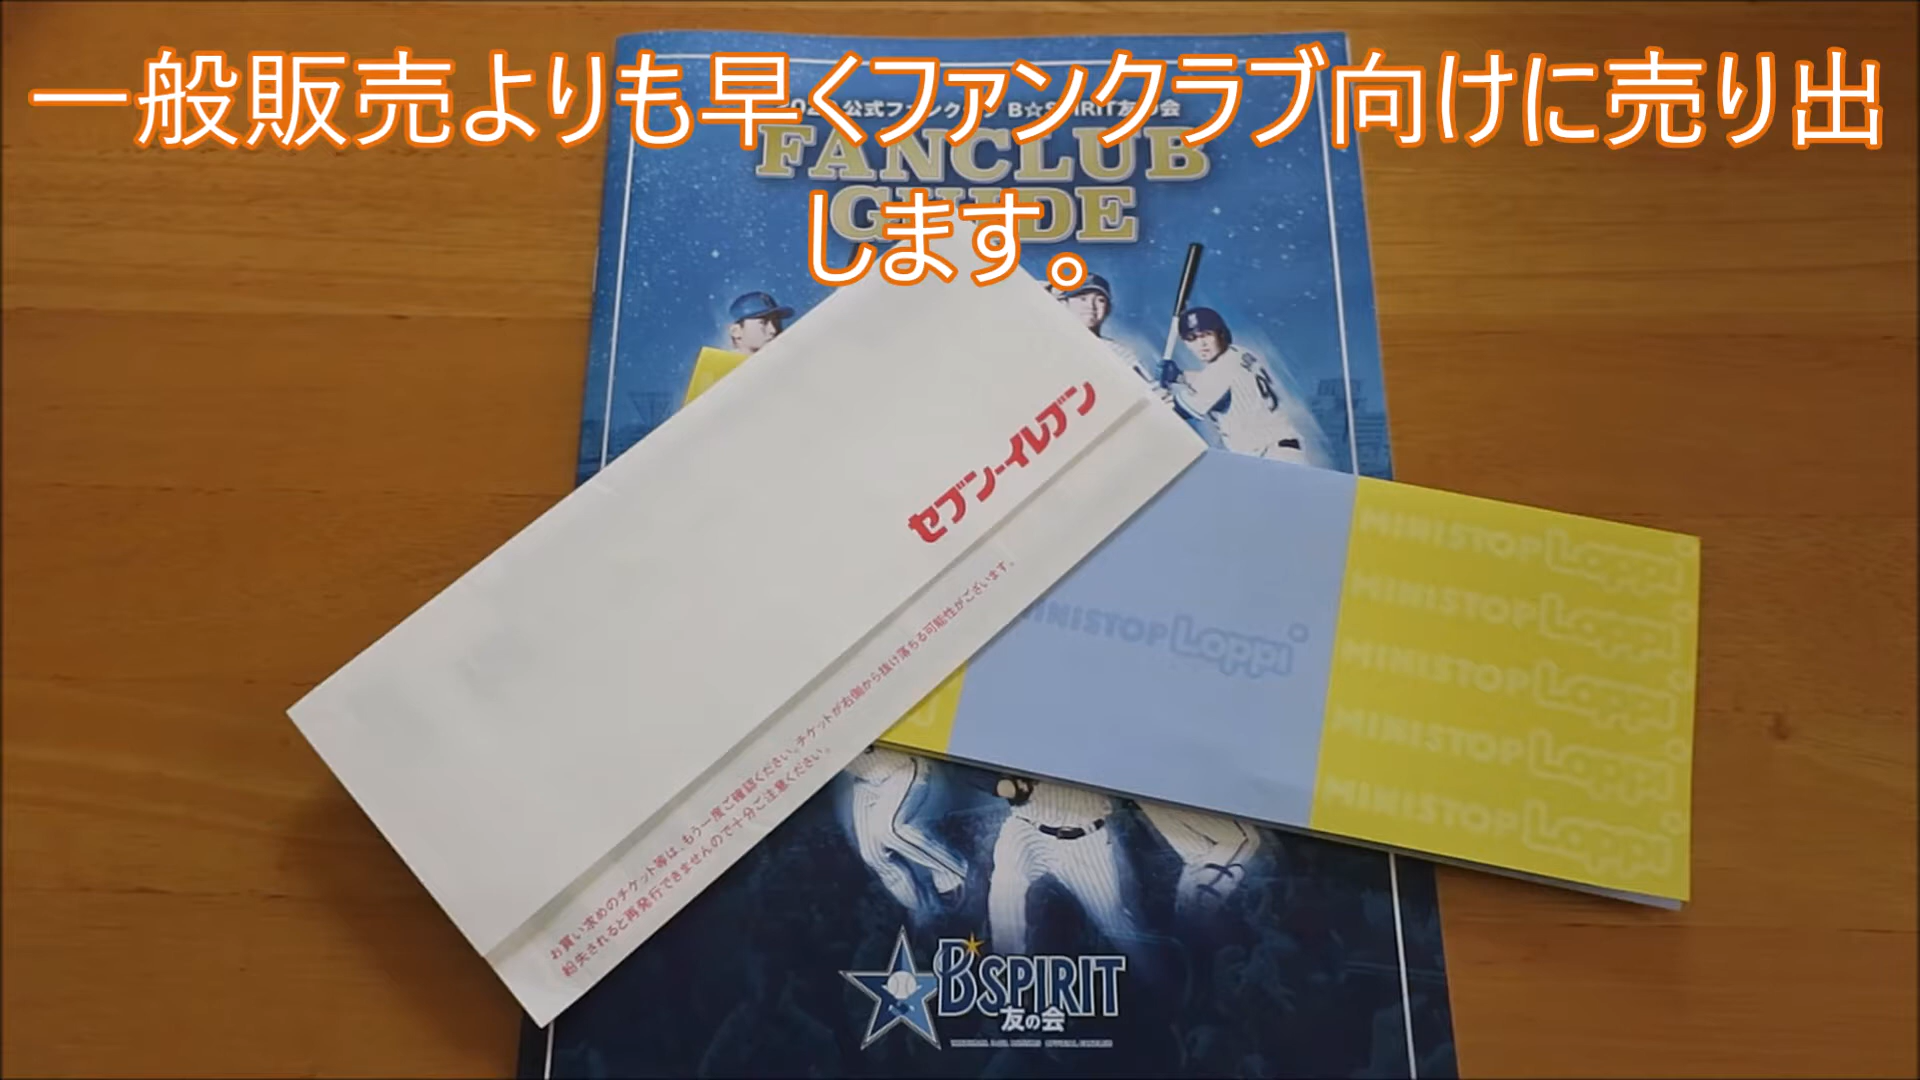 一般販売よりも早くファンクラブ向けに売り出
します。
公式ファンクラブ B☆SPIRIT友の会
FANCLUB
GUIDE
セブン-イレブン
お買い求めのチケット等は、もう一度ご確認ください。チケットが右側から抜け落ちる可能性がございます。
紛失されると再発行できませんので十分ご注意ください。
MINISTOP Loppi
MINISTOP Loppi
MINISTOP Loppi
MINISTOP Loppi
MINISTOP Loppi
MINISTOP Loppi
B☆SPIRIT
友の会